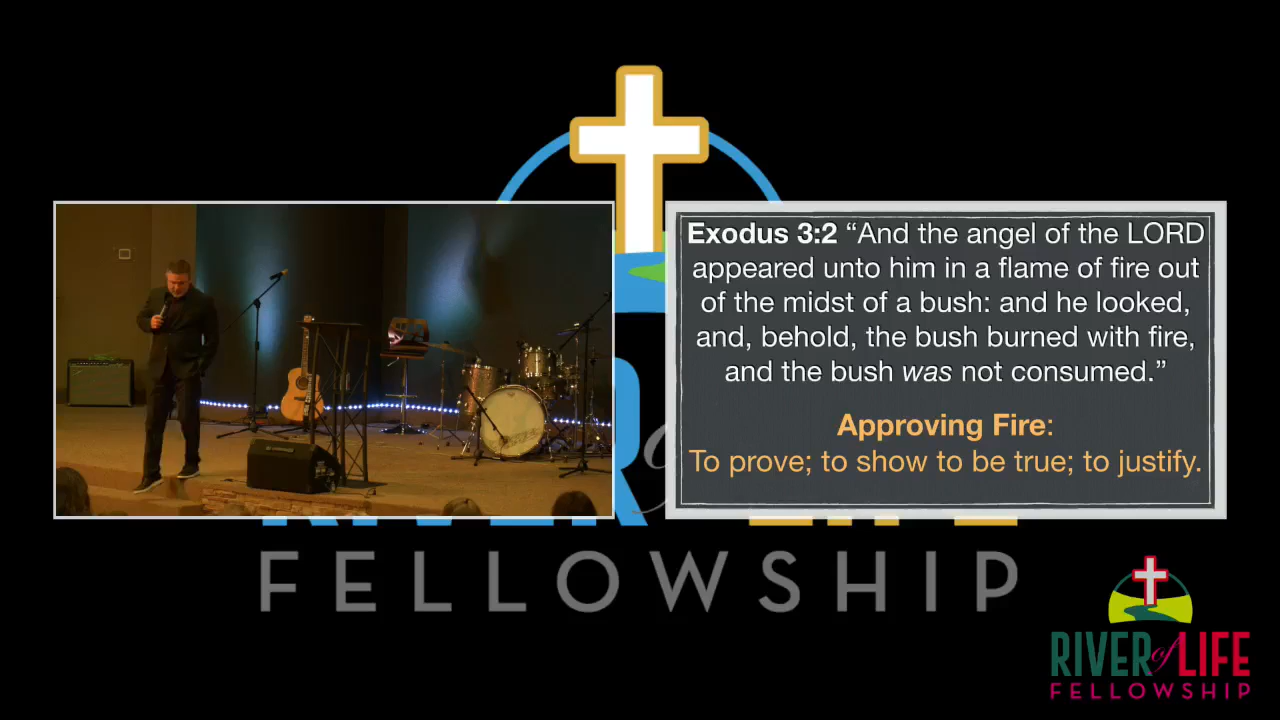 Exodus 3:2 “And the angel of the LORD
appeared unto him in a flame of fire out
of the midst of a bush: and he looked,
and, behold, the bush burned with fire,
and the bush was not consumed.”
Approving Fire:
To prove; to show to be true; to justify.
FELLOWSHIP
RIVER of LIFE
FELLOWSHIP